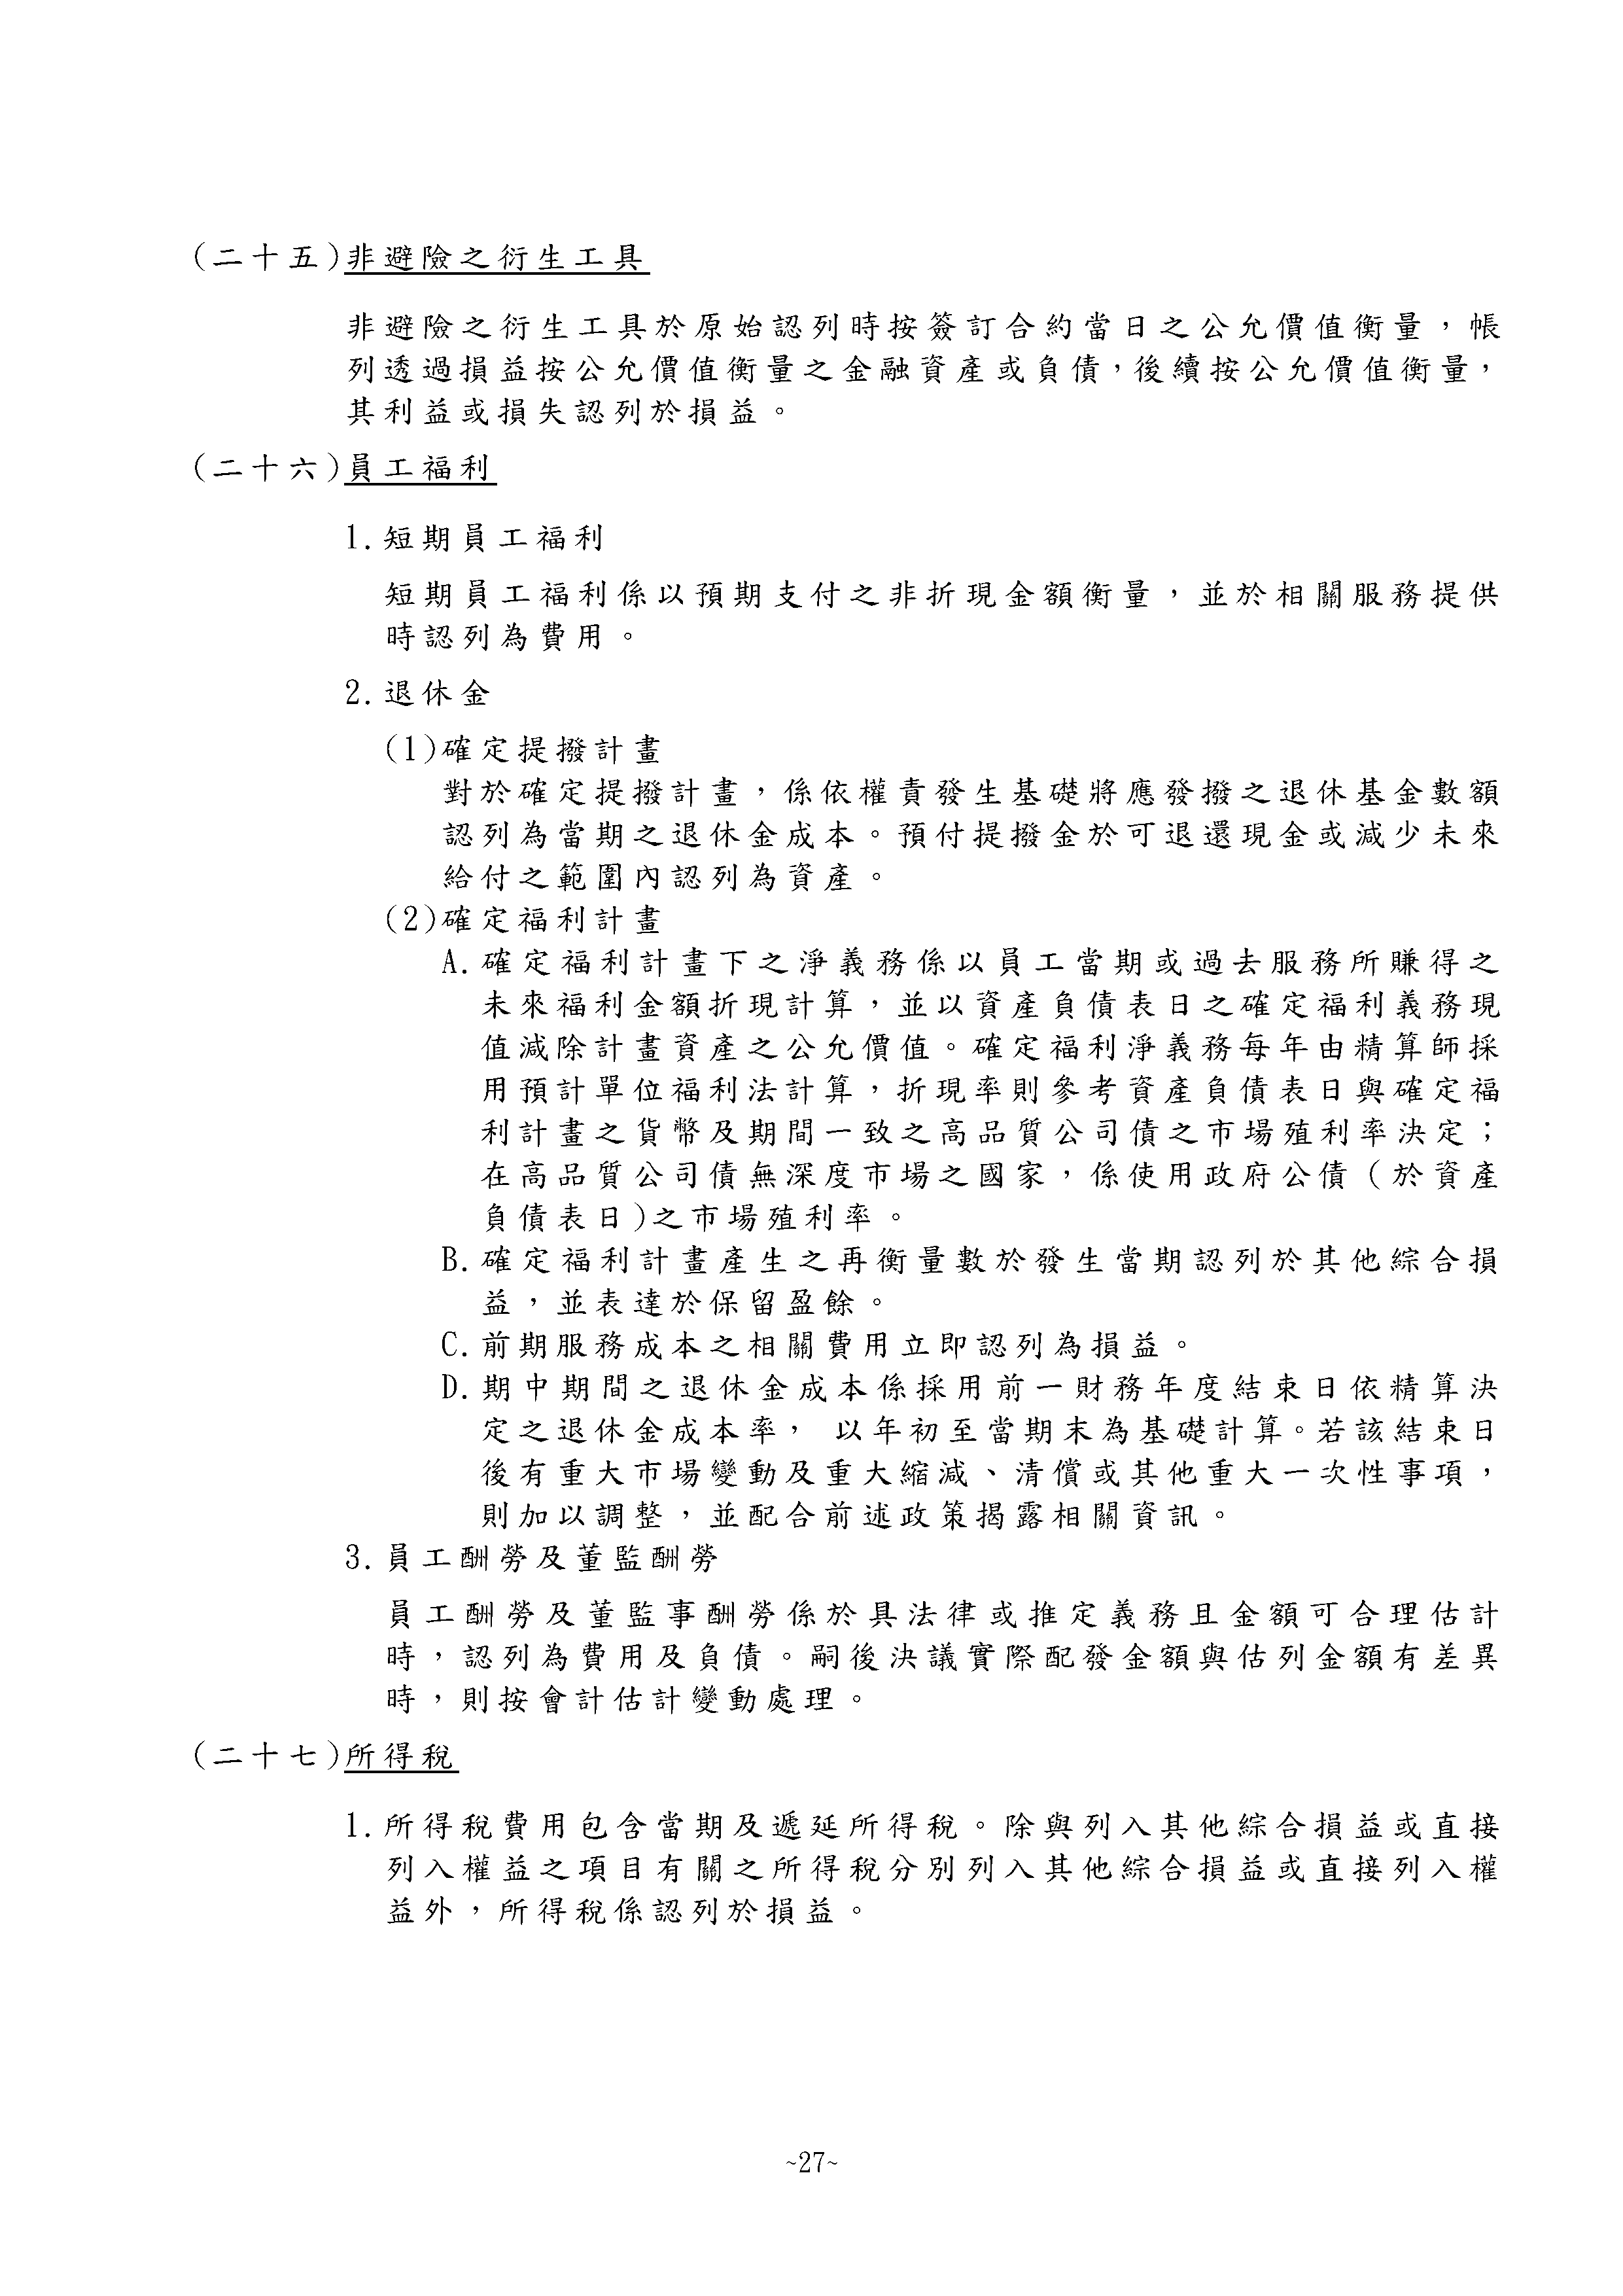 (二十五)非避險之衍生工具
非避險之衍生工具於原始認列時按簽訂合約當日之公允價值衡量，帳
列透過損益按公允價值衡量之金融資產或負債，後續按公允價值衡量，
其利益或損失認列於損益。
(二十六)員工福利
1.短期員工福利
短期員工福利係以預期支付之非折現金額衡量，並於相關服務提供
時認列為費用。
2.退休金
(1)確定提撥計畫
對於確定提撥計畫，係依權責發生基礎將應發撥之退休基金數額
認列為當期之退休金成本。預付提撥金於可退還現金或減少未來
給付之範圍內認列為資產。
(2)確定福利計畫
A.確定福利計畫下之淨義務係以員工當期或過去服務所賺得之
未來福利金額折現計算，並以資產負債表日之確定福利義務現
值減除計畫資產之公允價值。確定福利淨義務每年由精算師採
用預計單位福利法計算，折現率則參考資產負債表日與確定福
利計畫之貨幣及期間一致之高品質公司債之市場殖利率決定；
在高品質公司債無深度市場之國家，係使用政府公債(於資產
負債表日)之市場殖利率。
B.確定福利計畫產生之再衡量數於發生當期認列於其他綜合損
益，並表達於保留盈餘。
C.前期服務成本之相關費用立即認列為損益。
D.期中期間之退休金成本係採用前一財務年度結束日依精算決
定之退休金成本率， 以年初至當期末為基礎計算。若該結束日
後有重大市場變動及重大縮減、清償或其他重大一次性事項，
則加以調整，並配合前述政策揭露相關資訊。
3.員工酬勞及董監酬勞
員工酬勞及董監事酬勞係於具法律或推定義務且金額可合理估計
時，認列為費用及負債。嗣後決議實際配發金額與估列金額有差異
時，則按會計估計變動處理。
(二十七)所得稅
1.所得稅費用包含當期及遞延所得稅。除與列入其他綜合損益或直接
列入權益之項目有關之所得稅分別列入其他綜合損益或直接列入權
益外，所得稅係認列於損益。
~27~